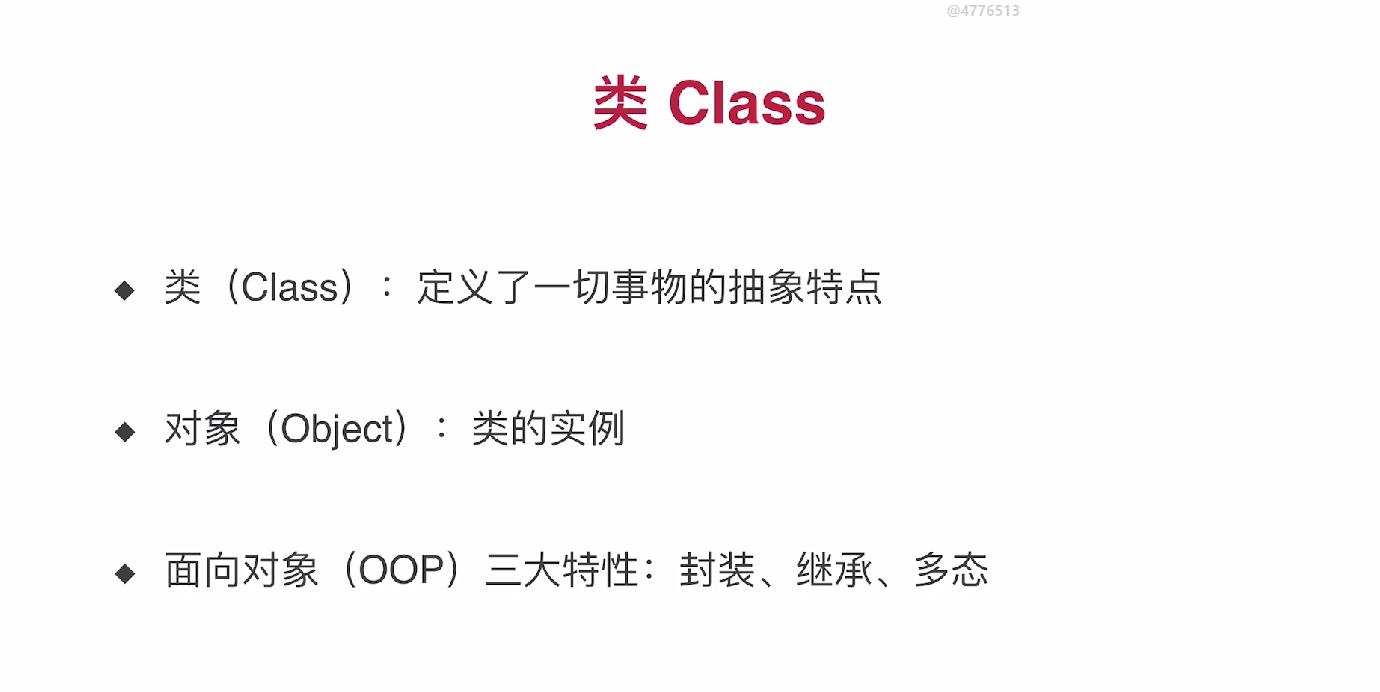 @4776513
类 Class
◆ 类（Class）：定义了一切事物的抽象特点
◆ 对象（Object）：类的实例
◆ 面向对象（OOP）三大特性：封装、继承、多态